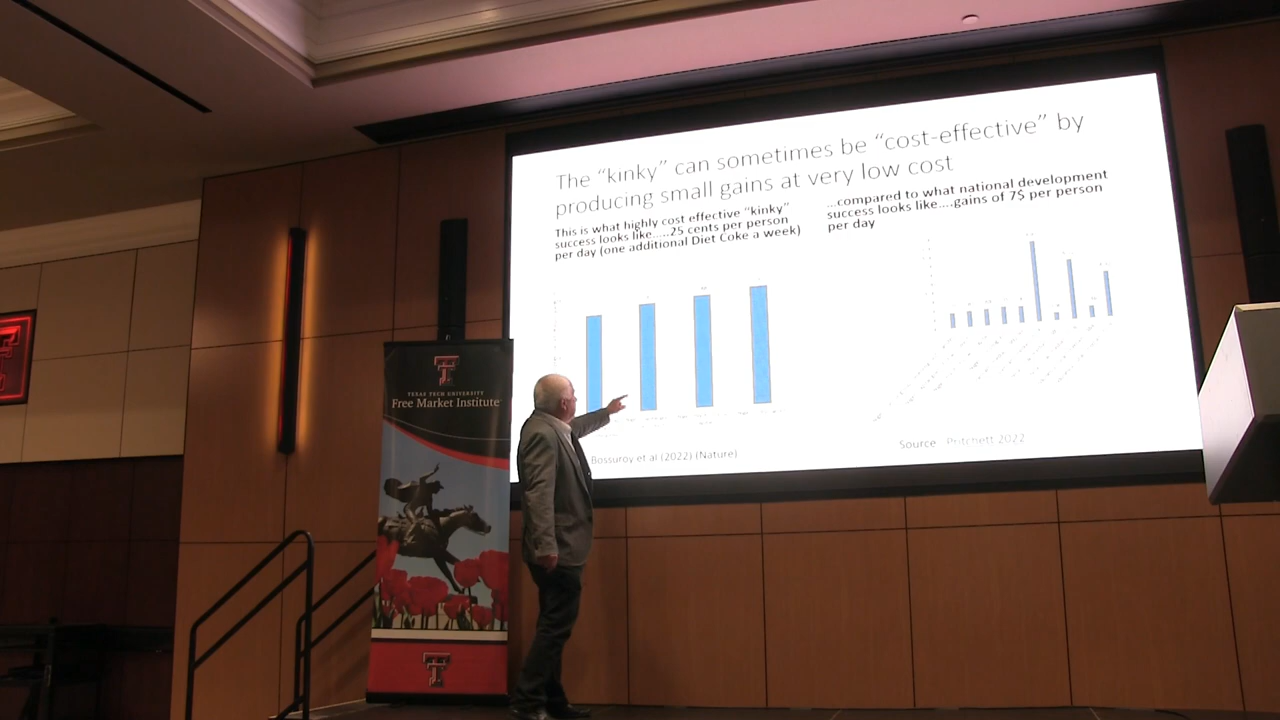 The "kinky" can sometimes be "cost-effective" by
producing small gains at very low cost
This is what highly cost effective "kinky"
success looks like.....25 cents per person
per day (one additional Diet Coke a week)
...compared to what national development
success looks like....gains of 7$ per person
per day
Bossuroy et al (2022) (Nature)
Source Pritchett 2022
TEXAS TECH UNIVERSITY
Free Market Institute